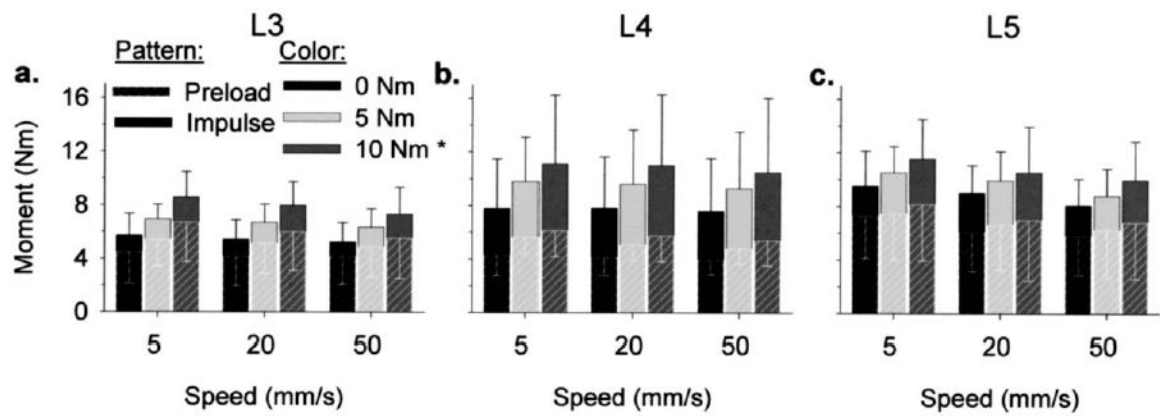 L3
L4
L5
Pattern: Color:
a.
b.
c.
Preload
Impulse
0 Nm
5 Nm
10 Nm *
Moment (Nm)
16
12
8
4
0
5 20 50
5 20 50
5 20 50
Speed (mm/s)
Speed (mm/s)
Speed (mm/s)